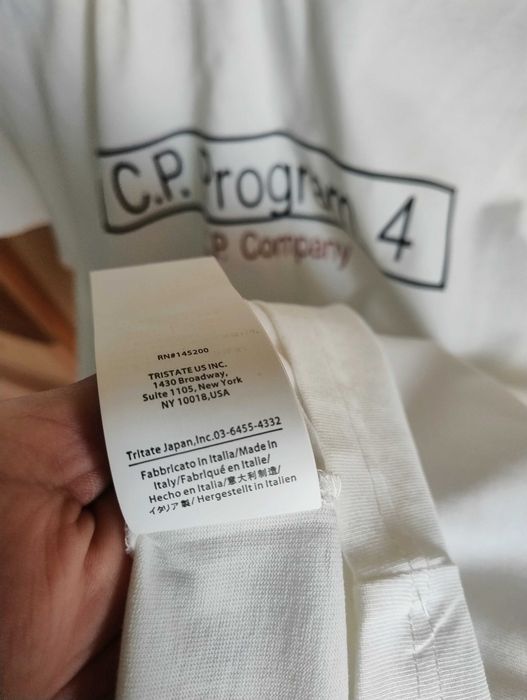 C.P. Program 4
C.P. Company
RN#145200
TRISTATE US INC.
1430 Broadway,
Suite 1105, New York
NY 10018,USA
Tritate Japan,Inc.03-6455-4332
Fabbricato in Italia/Made in
Italy/Fabriqué en Italie/
Hecho en Italia/意大利制造/
イタリア製/ Hergestellt in Italien